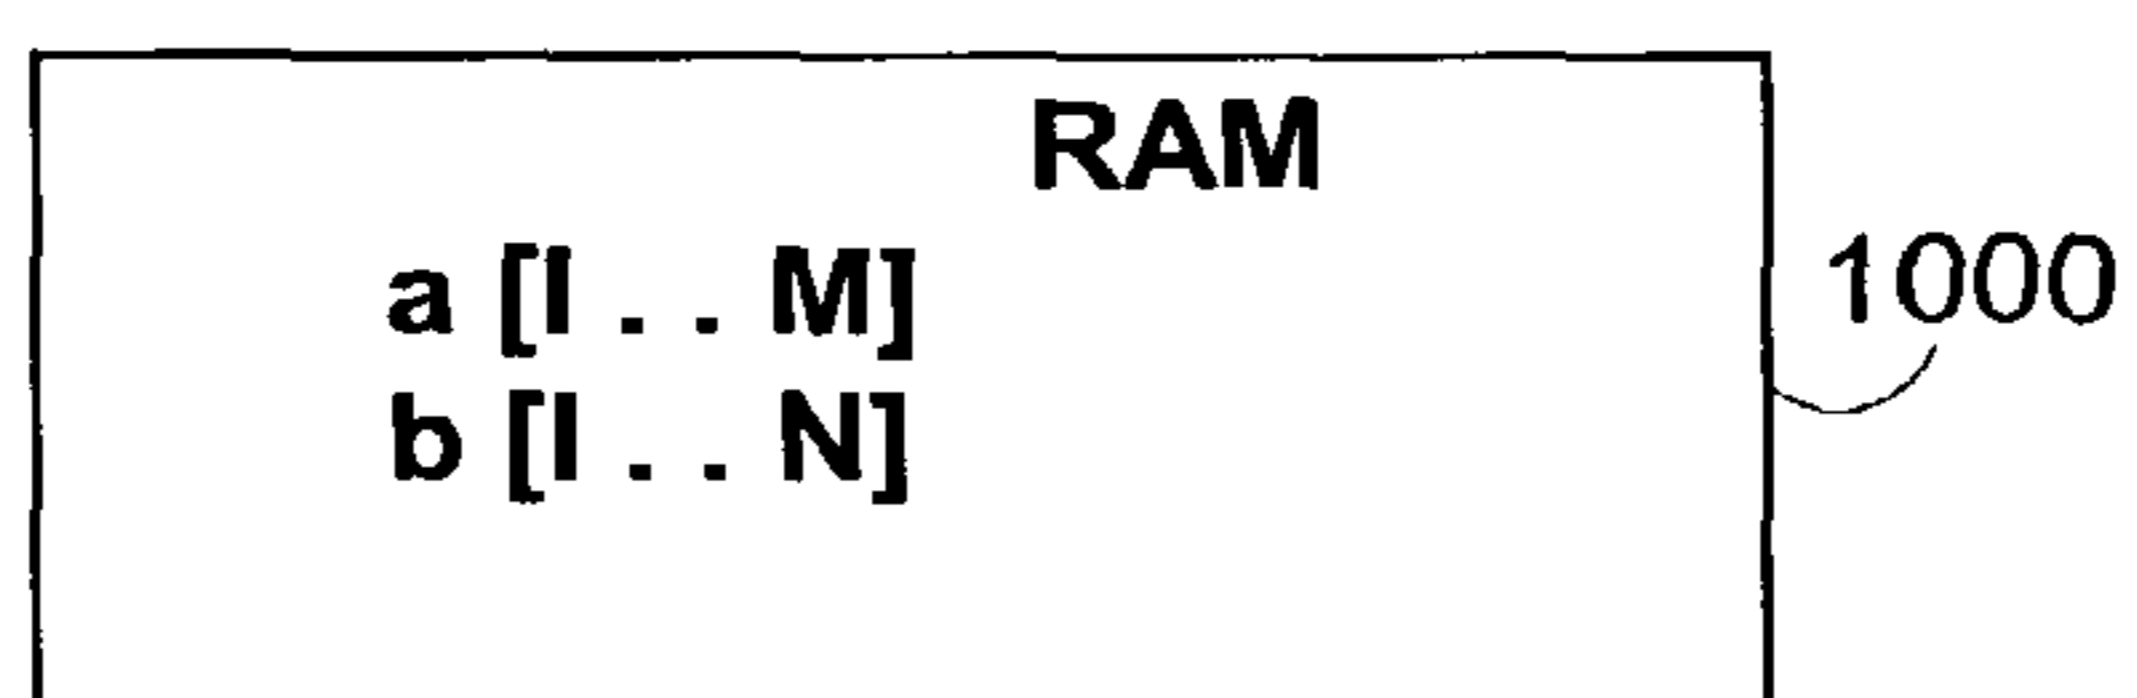 RAM
a [I . . M]
1000
b [I . . N]